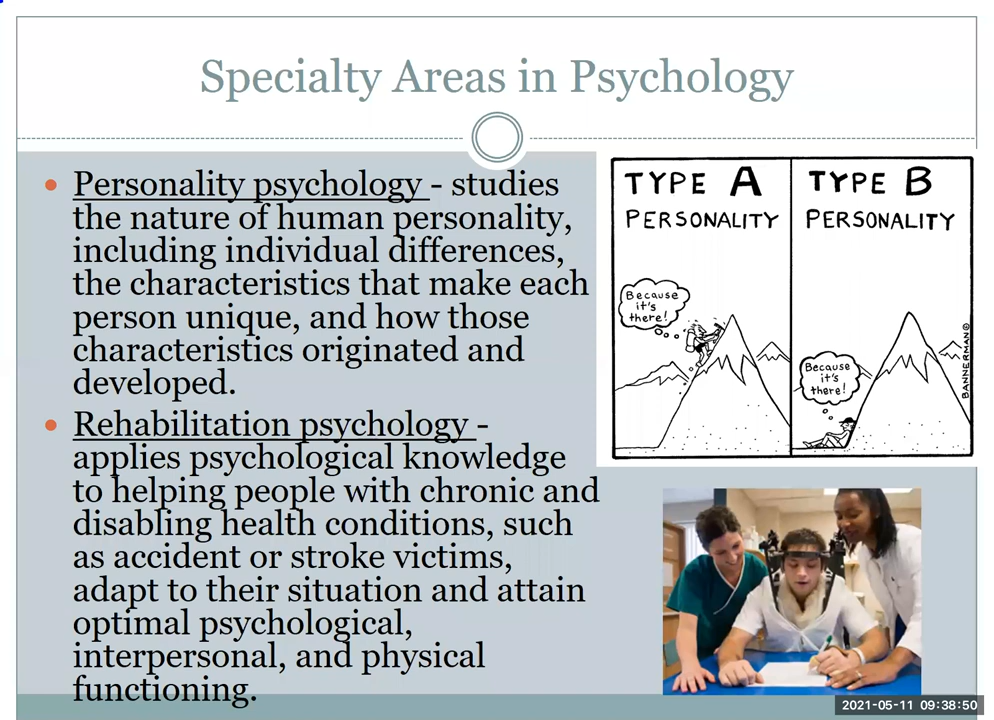 Specialty Areas in Psychology
Personality psychology - studies
the nature of human personality,
including individual differences,
the characteristics that make each
person unique, and how those
characteristics originated and
developed.
Rehabilitation psychology -
applies psychological knowledge
to helping people with chronic and
disabling health conditions, such
as accident or stroke victims,
adapt to their situation and attain
optimal psychological,
interpersonal, and physical
functioning.
TYPE A
PERSONALITY
Because
it's
there!
TYPE B
PERSONALITY
Because
it's
there!
BANNERMAN©
2021-05-11 09:38:50